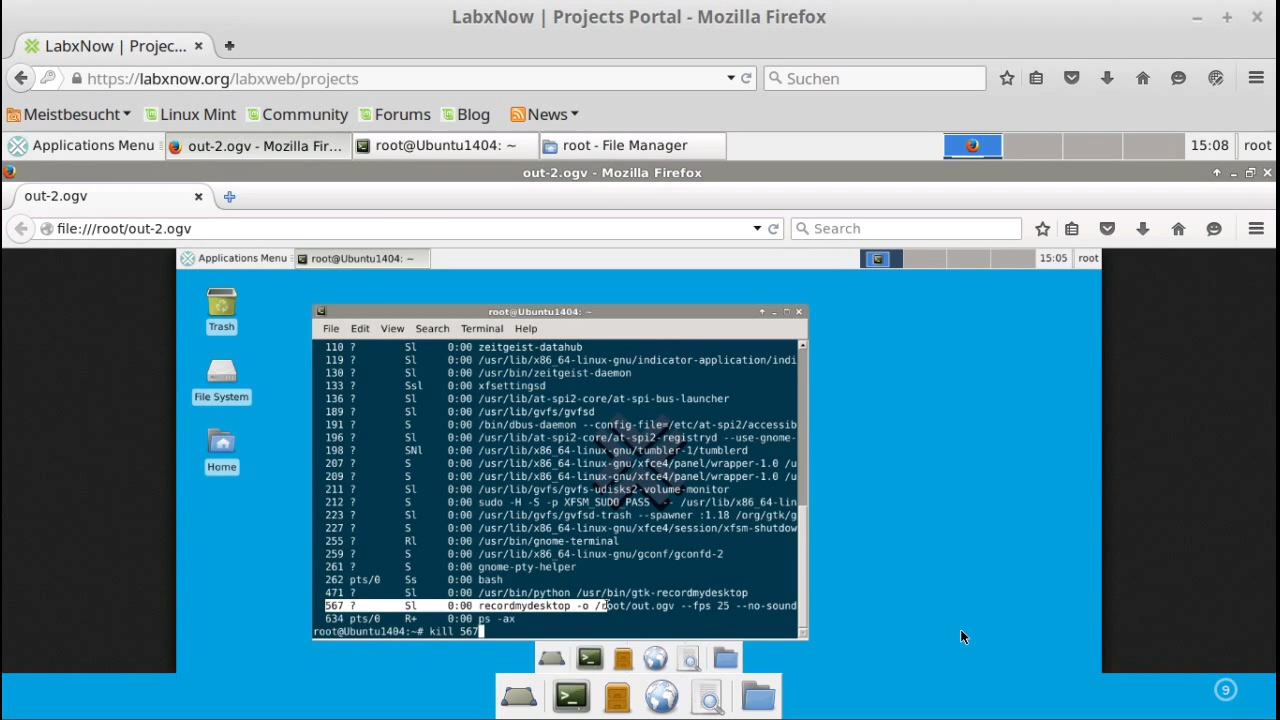 LabxNow | Projects Portal - Mozilla Firefox
LabxNow | Projec...
https://labxnow.org/labxweb/projects
Suchen
Meistbesucht Linux Mint Community Forums Blog News
Applications Menu out-2.ogv - Mozilla Fir... root@Ubuntu1404: ~ root - File Manager 15:08 root
out-2.ogv - Mozilla Firefox
out-2.ogv
file:///root/out-2.ogv Search
Applications Menu root@Ubuntu1404: ~ 15:05 root
Trash
File System
Home
root@Ubuntu1404: ~
File Edit View Search Terminal Help
110 ? Sl 0:00 zeitgeist-datahub
119 ? Sl 0:00 /usr/lib/x86_64-linux-gnu/indicator-application/indi
130 ? Sl 0:00 /usr/bin/zeitgeist-daemon
133 ? Ssl 0:00 xfsettingsd
136 ? Sl 0:00 /usr/lib/at-spi2-core/at-spi-bus-launcher
189 ? Sl 0:00 /usr/lib/gvfs/gvfsd
191 ? S 0:00 /bin/dbus-daemon --config-file=/etc/at-spi2/accessib
196 ? Sl 0:00 /usr/lib/at-spi2-core/at-spi2-registryd --use-gnome-
198 ? SNl 0:00 /usr/lib/x86_64-linux-gnu/tumbler-1/tumblerd
207 ? S 0:00 /usr/lib/x86_64-linux-gnu/xfce4/panel/wrapper-1.0 /u
209 ? S 0:00 /usr/lib/x86_64-linux-gnu/xfce4/panel/wrapper-1.0 /u
211 ? Sl 0:00 /usr/lib/gvfs/gvfs-udisks2-volume-monitor
212 ? S 0:00 sudo -H -S -p XFSM_SUDO_PASS -- /usr/lib/x86_64-lin
223 ? Sl 0:00 /usr/lib/gvfs/gvfsd-trash --spawner :1.18 /org/gtk/g
227 ? S 0:00 /usr/lib/x86_64-linux-gnu/xfce4/session/xfsm-shutdow
255 ? Rl 0:00 /usr/bin/gnome-terminal
259 ? S 0:00 /usr/lib/x86_64-linux-gnu/gconf/gconfd-2
261 ? S 0:00 gnome-pty-helper
262 pts/0 Ss 0:00 bash
471 ? Sl 0:00 /usr/bin/python /usr/bin/gtk-recordmydesktop
567 ? Sl 0:00 recordmydesktop -o /root/out.ogv --fps 25 --no-sound
634 pts/0 R+ 0:00 ps -ax
root@Ubuntu1404:~# kill 567
9